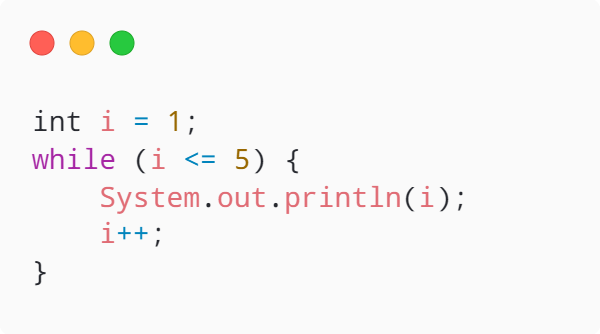 int i = 1;
while (i <= 5) {
    System.out.println(i);
    i++;
}